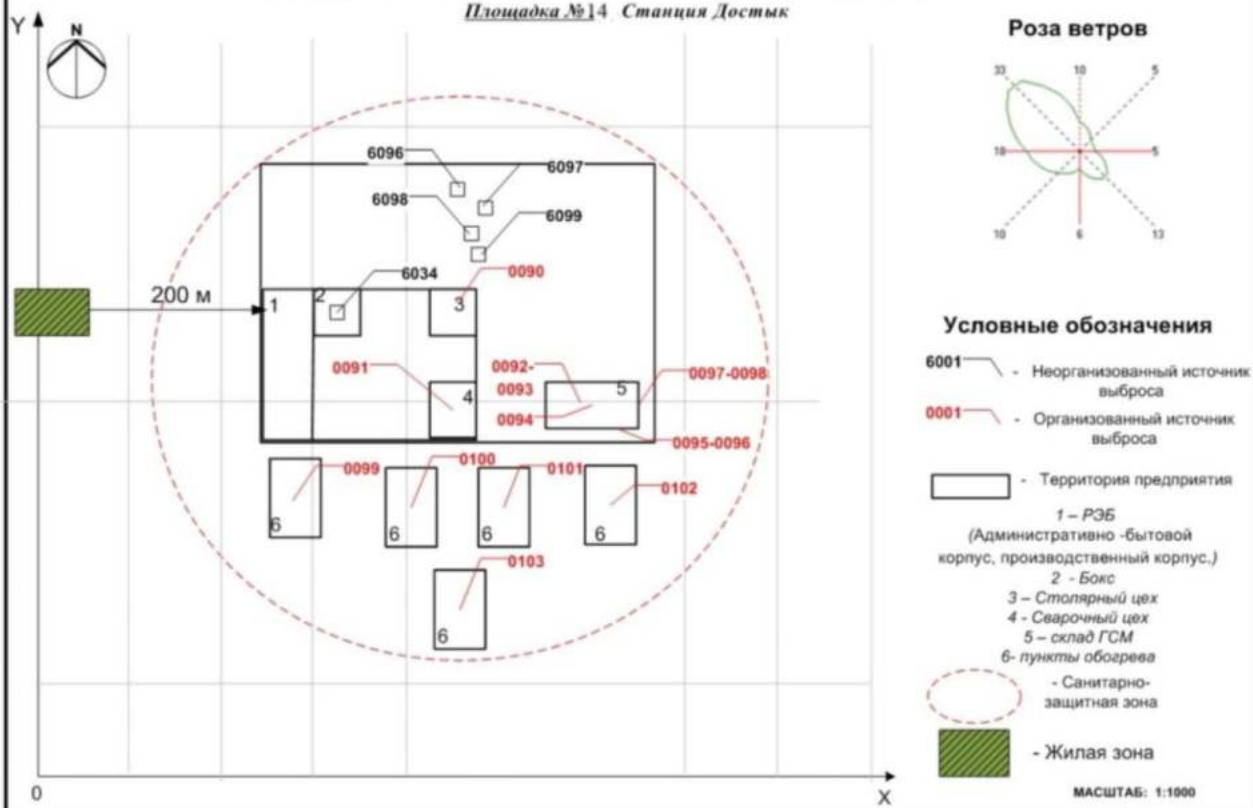 Площадка №14 Станция Достык
Y
N
6096
6097
6098
6099
6034
0090
200 м
1
2
3
0091
0092-
0093
0094
4
5
0097-0098
0095-0096
0099
0100
0101
0102
6
6
6
6
0103
6
0
X
Роза ветров
33
10
5
18
5
10
6
13
Условные обозначения
6001
- Неорганизованный источник
выброса
0001
- Организованный источник
выброса
- Территория предприятия
1 – РЭБ
(Административно -бытовой
корпус, производственный корпус.)
2 - Бокс
3 – Столярный цех
4 - Сварочный цех
5 – склад ГСМ
6- пункты обогрева
- Санитарно-
защитная зона
- Жилая зона
МАСШТАБ: 1:1000